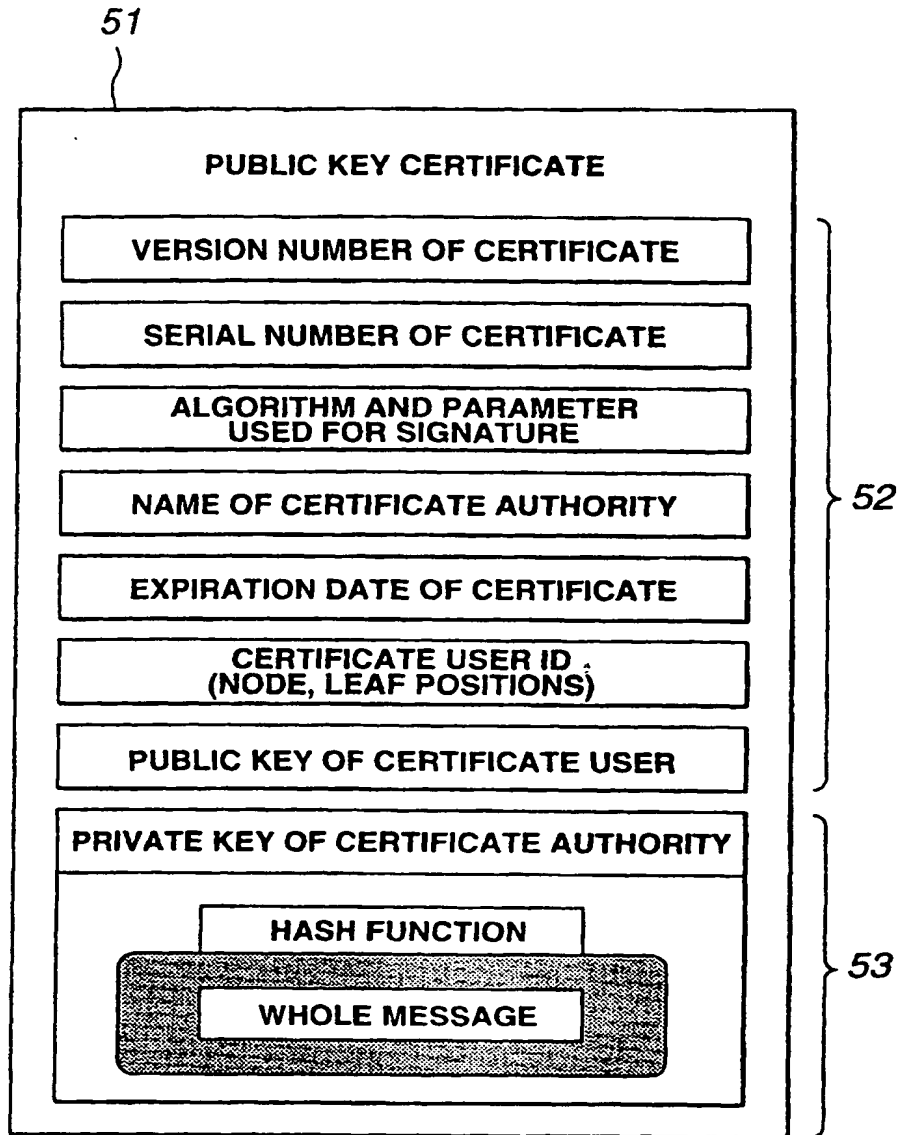 51
PUBLIC KEY CERTIFICATE
VERSION NUMBER OF CERTIFICATE
SERIAL NUMBER OF CERTIFICATE
ALGORITHM AND PARAMETER
USED FOR SIGNATURE
NAME OF CERTIFICATE AUTHORITY
52
EXPIRATION DATE OF CERTIFICATE
CERTIFICATE USER ID
(NODE, LEAF POSITIONS)
PUBLIC KEY OF CERTIFICATE USER
PRIVATE KEY OF CERTIFICATE AUTHORITY
HASH FUNCTION
53
WHOLE MESSAGE